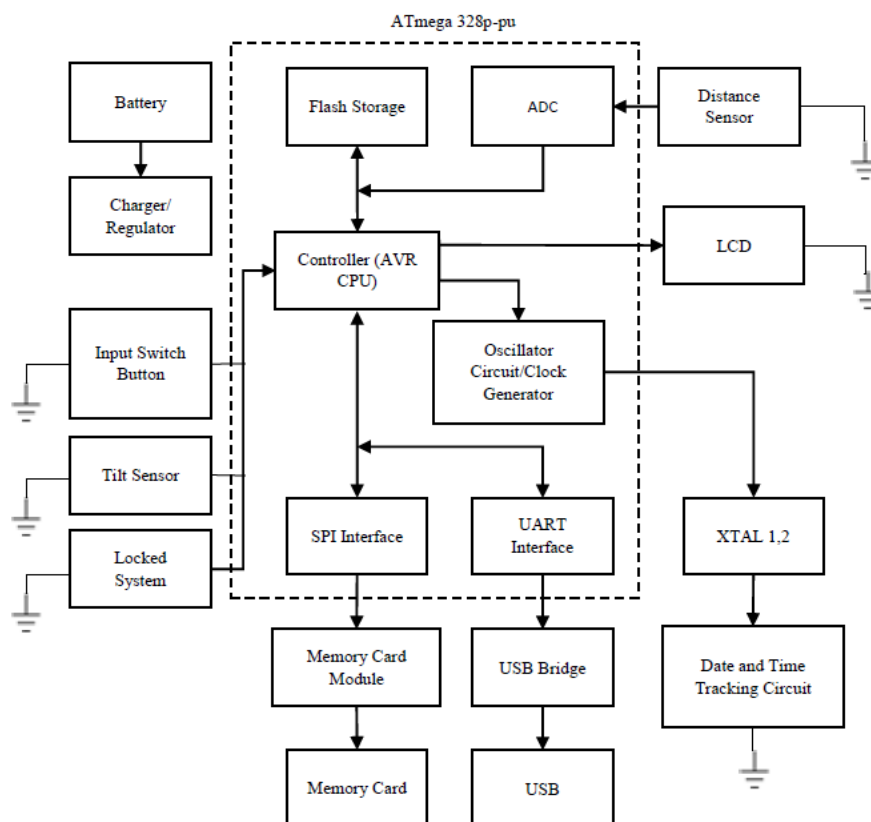 ATmega 328p-pu
Battery
Flash Storage
ADC
Distance
Sensor
Charger/
Regulator
Controller (AVR
CPU)
LCD
Input Switch
Button
Oscillator
Circuit/Clock
Generator
Tilt Sensor
Locked
System
SPI Interface
UART
Interface
XTAL 1,2
Memory Card
Module
USB Bridge
Date and Time
Tracking Circuit
Memory Card
USB